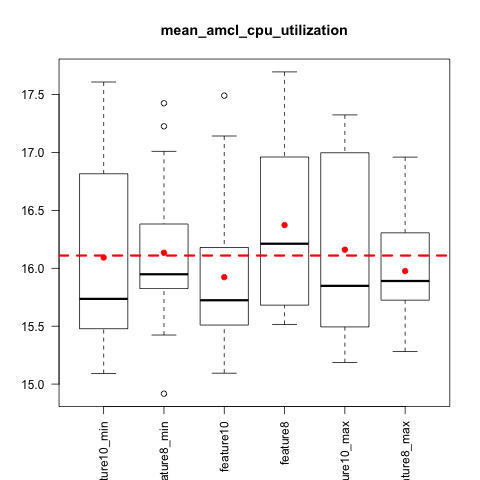 mean_amcl_cpu_utilization
17.5
17.0
16.5
16.0
15.5
15.0
ture10_min
ature8_min
feature10
feature8
ure10_max
ture8_max